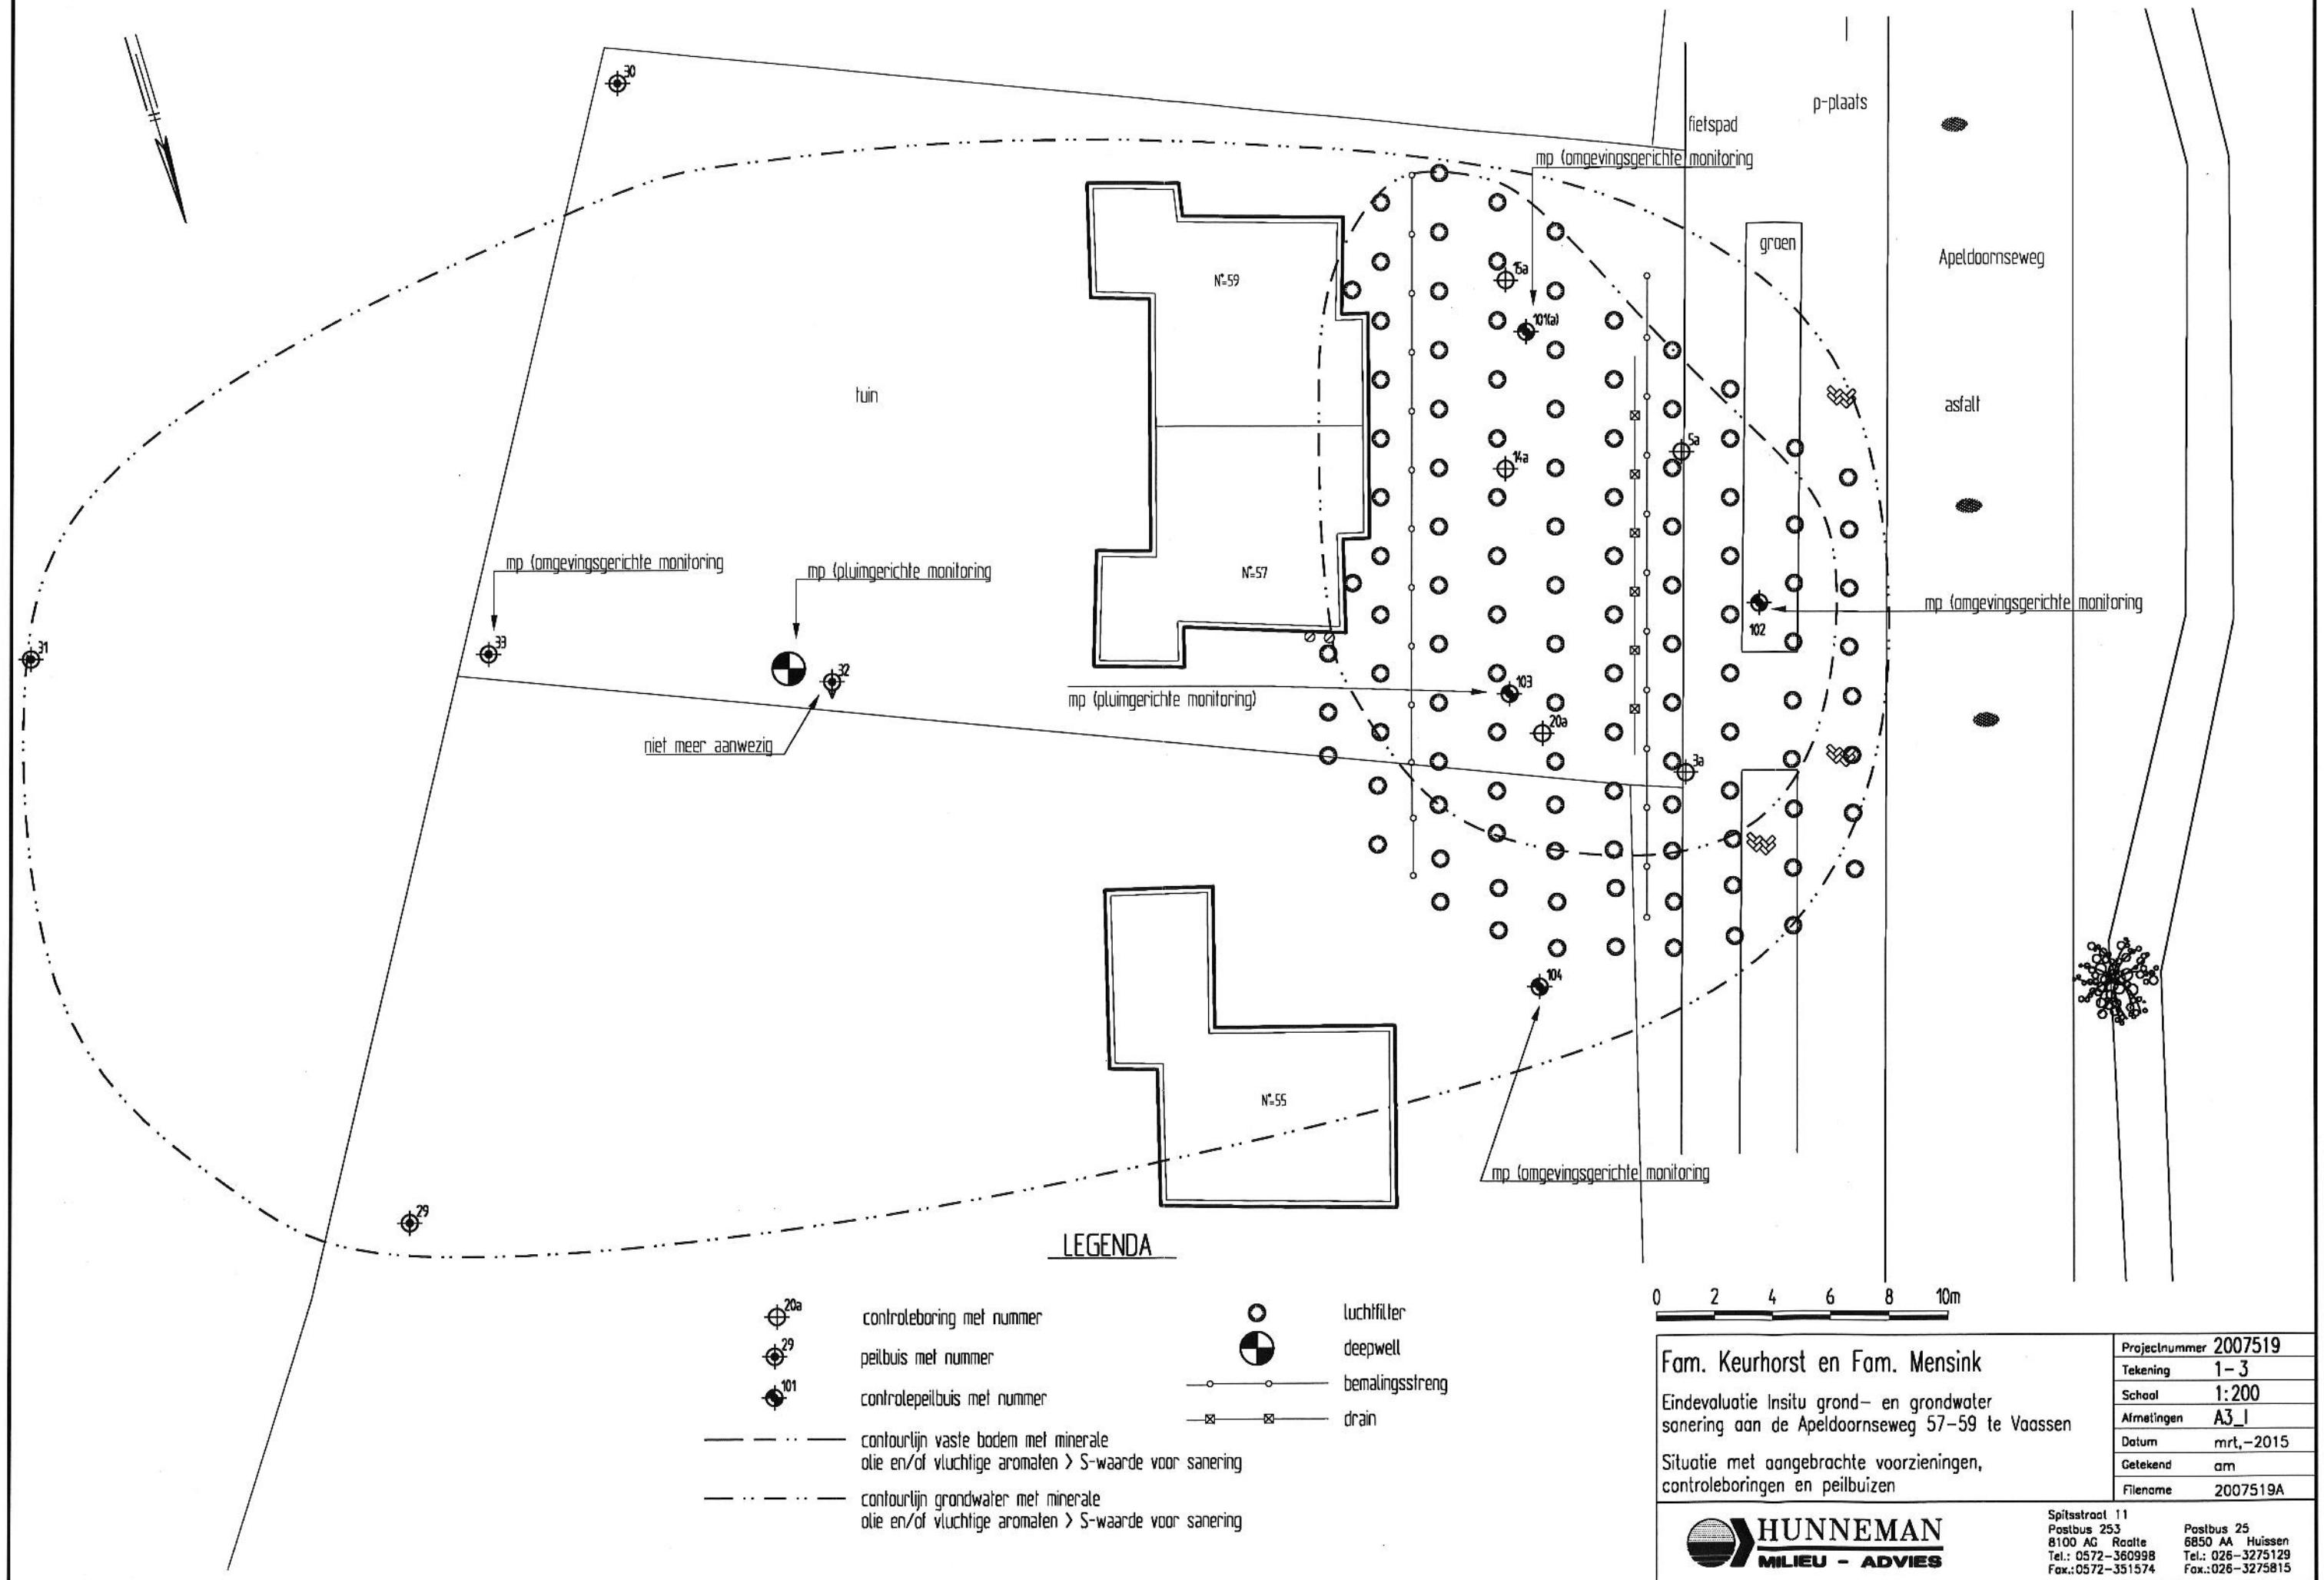 30
p-plaats
fietspad
mp (omgevingsgerichte monitoring
groen
Apeldoornseweg
N°=59
15a
101(a)
tuin
asfalt
5a
14a
mp (omgevingsgerichte monitoring
mp (pluimgerichte monitoring
N°=57
mp (omgevingsgerichte monitoring
102
31
33
32
103
mp (pluimgerichte monitoring)
20a
niet meer aanwezig
3a
104
N°=55
mp (omgevingsgerichte monitoring
29
LEGENDA
20a controleboring met nummer
29 peilbuis met nummer
101 controlepeilbuis met nummer
contourlijn vaste bodem met minerale
olie en/of vluchtige aromaten > S-waarde voor sanering
contourlijn grondwater met minerale
olie en/of vluchtige aromaten > S-waarde voor sanering
luchtfilter
deepwell
bemalingsstreng
drain
0 2 4 6 8 10m
Fam. Keurhorst en Fam. Mensink
Eindevaluatie Insitu grond- en grondwater
sanering aan de Apeldoornseweg 57-59 te Vaassen
Situatie met aangebrachte voorzieningen,
controleboringen en peilbuizen
Projectnummer 2007519
Tekening 1-3
Schaal 1:200
Afmetingen A3_l
Datum mrt,-2015
Getekend am
Filename 2007519A
HUNNEMAN
MILIEU - ADVIES
Spitsstraat 11
Postbus 253
8100 AG Raalte
Tel.: 0572-360998
Fax.:0572-351574
Postbus 25
6850 AA Huissen
Tel.: 026-3275129
Fax.:026-3275815